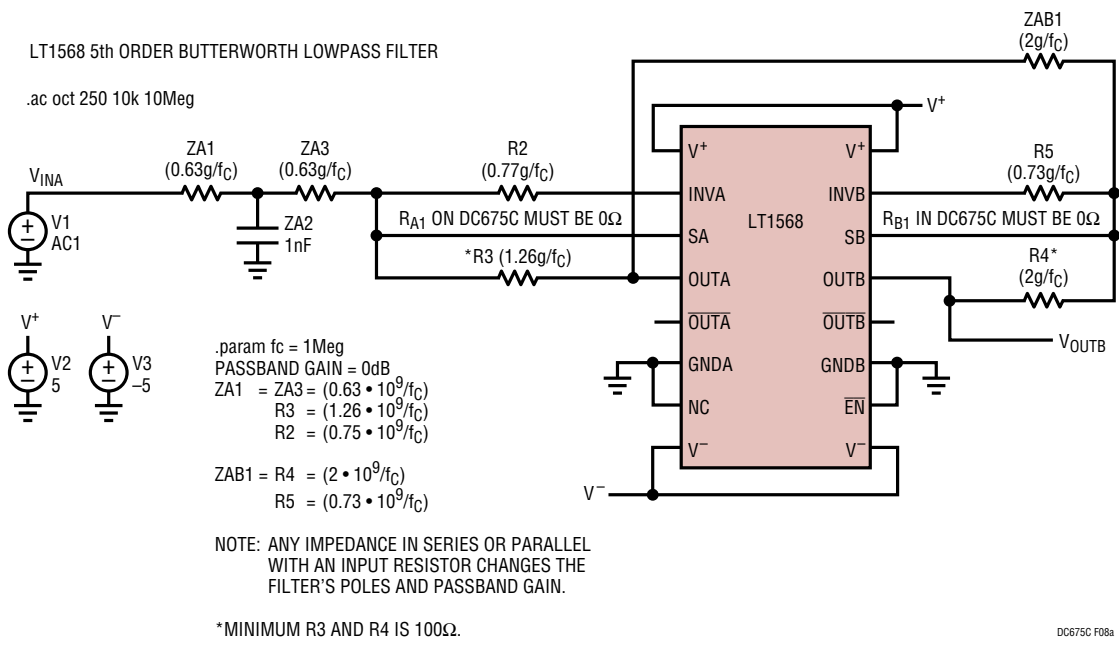 LT1568 5th ORDER BUTTERWORTH LOWPASS FILTER
.ac oct 250 10k 10Meg
ZAB1
(2g/fC)
V+
ZA1
(0.63g/fC)
ZA3
(0.63g/fC)
R2
(0.77g/fC)
R5
(0.73g/fC)
VINA
V1
AC1
ZA2
1nF
RA1 ON DC675C MUST BE 0Ω
RB1 IN DC675C MUST BE 0Ω
*R3 (1.26g/fC)
R4*
(2g/fC)
LT1568
V+
INVA
SA
OUTA
OUTA
GNDA
NC
V–
V+
INVB
SB
OUTB
OUTB
GNDB
EN
V–
VOUTB
V+
V2
5
V–
V3
–5
V–
.param fc = 1Meg
PASSBAND GAIN = 0dB
ZA1 = ZA3 = (0.63 • 10^9/fC)
R3 = (1.26 • 10^9/fC)
R2 = (0.75 • 10^9/fC)
ZAB1 = R4 = (2 • 10^9/fC)
R5 = (0.73 • 10^9/fC)
NOTE: ANY IMPEDANCE IN SERIES OR PARALLEL
WITH AN INPUT RESISTOR CHANGES THE
FILTER'S POLES AND PASSBAND GAIN.
*MINIMUM R3 AND R4 IS 100Ω.
DC675C F08a